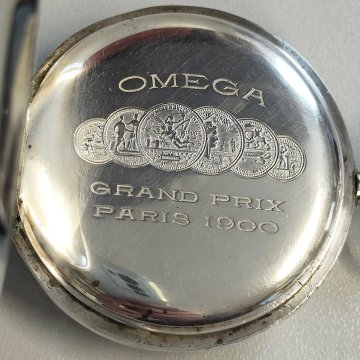 OMEGA
GRAND PRIX
PARIS 1900